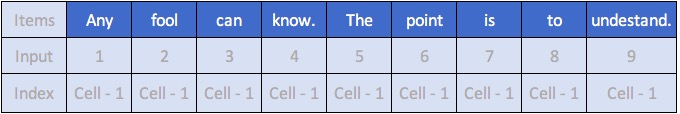 Items Any fool can know. The point is to undestand.
Input 1 2 3 4 5 6 7 8 9
Index Cell - 1 Cell - 1 Cell - 1 Cell - 1 Cell - 1 Cell - 1 Cell - 1 Cell - 1 Cell - 1